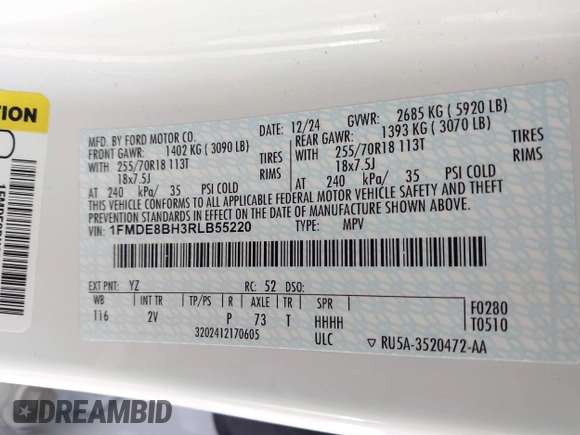 TION
MFD. BY FORD MOTOR CO.
DATE: 12/24
GVWR: 2685 KG ( 5920 LB)
FRONT GAWR: 1402 KG ( 3090 LB)
REAR GAWR: 1393 KG ( 3070 LB)
WITH 255/70R18 113T TIRES
WITH 255/70R18 113T TIRES
18x7.5J RIMS
18x7.5J RIMS
AT 240 kPa/ 35 PSI COLD
AT 240 kPa/ 35 PSI COLD
THIS VEHICLE CONFORMS TO ALL APPLICABLE FEDERAL MOTOR VEHICLE SAFETY AND THEFT
PREVENTION STANDARDS IN EFFECT ON THE DATE OF MANUFACTURE SHOWN ABOVE.
VIN: 1FMDE8BH3RLB55220
TYPE: MPV
EXT PNT: YZ RC: 52 DSO:
WB INT TR TP/PS R AXLE TR SPR
116 2V P 73 T HHHH
F0280
T0510
3202412170605 ULC
▽ RU5A-3520472-AA
DREAMBID